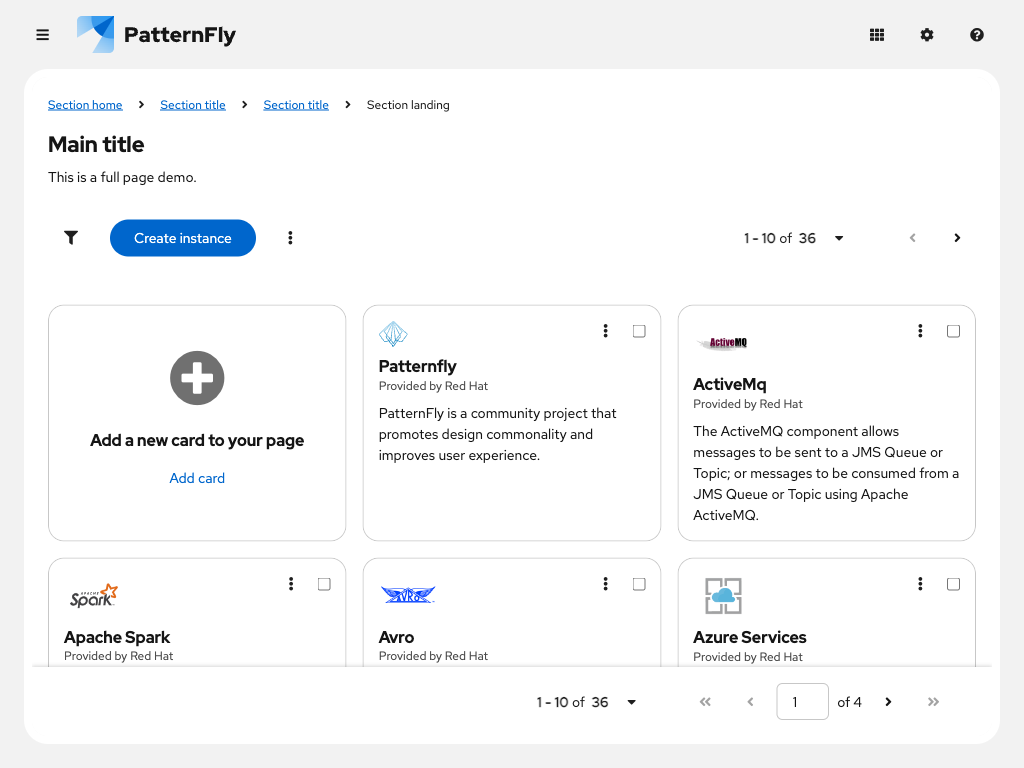 PatternFly
Section home
Section title
Section title
Section landing
Main title
This is a full page demo.
Create instance
1 - 10 of 36
Add a new card to your page
Add card
Patternfly
Provided by Red Hat
PatternFly is a community project that
promotes design commonality and
improves user experience.
ActiveMQ
ActiveMq
Provided by Red Hat
The ActiveMQ component allows
messages to be sent to a JMS Queue or
Topic; or messages to be consumed from a
JMS Queue or Topic using Apache
ActiveMQ.
APACHE
Spark
Apache Spark
Provided by Red Hat
AVRO
Avro
Provided by Red Hat
Azure Services
Provided by Red Hat
1 - 10 of 36
1 of 4